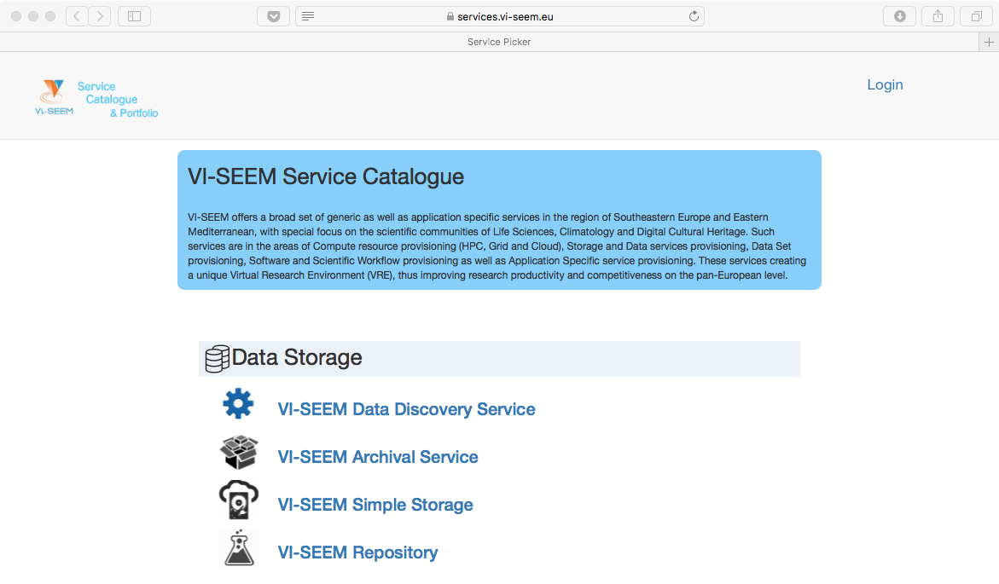 services.vi-seem.eu
Service Picker
Vi-SEEM
Service
Catalogue
& Portfolio
Login
VI-SEEM Service Catalogue
VI-SEEM offers a broad set of generic as well as application specific services in the region of Southeastern Europe and Eastern
Mediterranean, with special focus on the scientific communities of Life Sciences, Climatology and Digital Cultural Heritage. Such
services are in the areas of Compute resource provisioning (HPC, Grid and Cloud), Storage and Data services provisioning, Data Set
provisioning, Software and Scientific Workflow provisioning as well as Application Specific service provisioning. These services creating
a unique Virtual Research Environment (VRE), thus improving research productivity and competitiveness on the pan-European level.
Data Storage
VI-SEEM Data Discovery Service
VI-SEEM Archival Service
VI-SEEM Simple Storage
VI-SEEM Repository